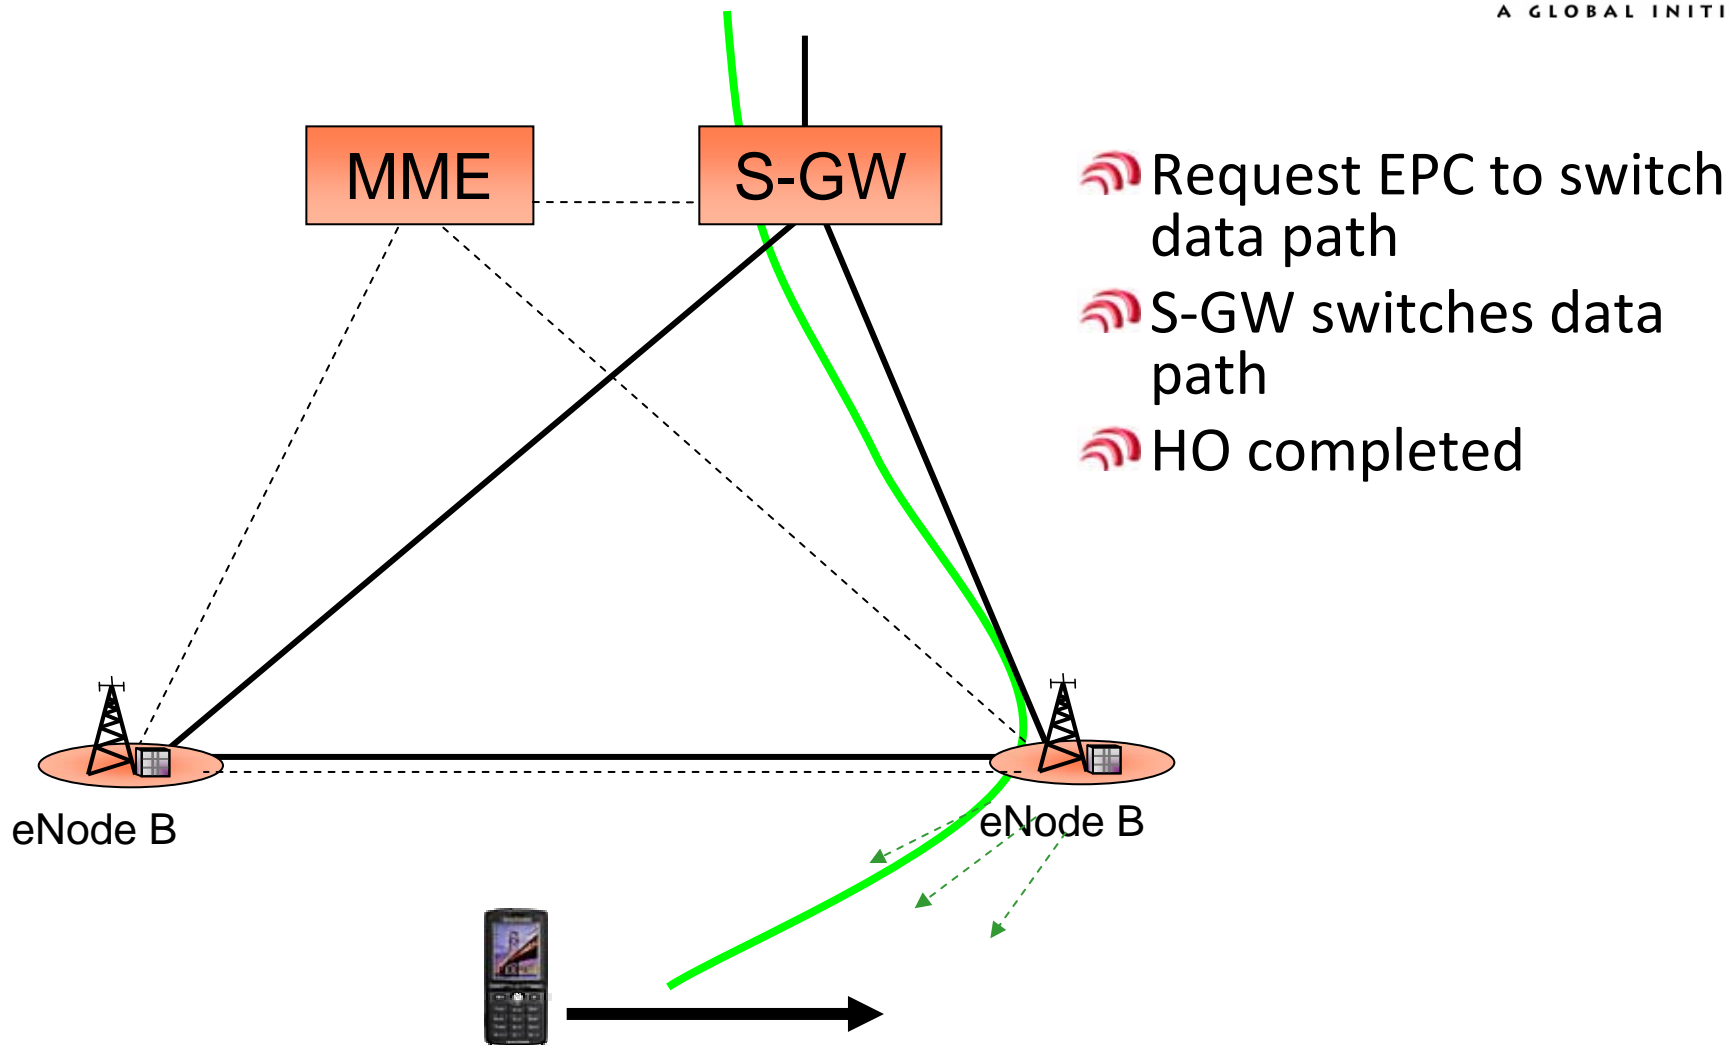 A GLOBAL INITI
MME
S-GW
Request EPC to switch
data path
S-GW switches data
path
HO completed
eNode B
eNode B